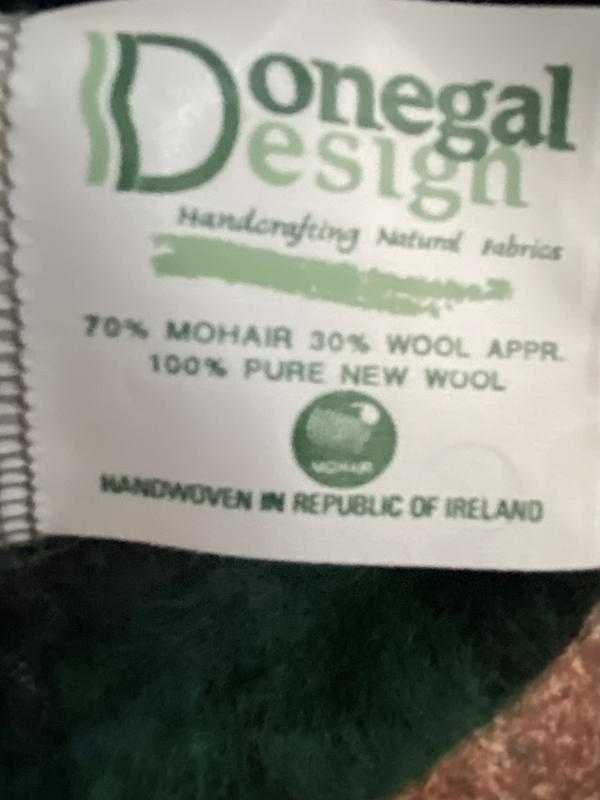 Donegal
Design
Handcrafting Natural Fabrics
70% MOHAIR 30% WOOL APPR.
100% PURE NEW WOOL
MOHAIR
HANDWOVEN IN REPUBLIC OF IRELAND